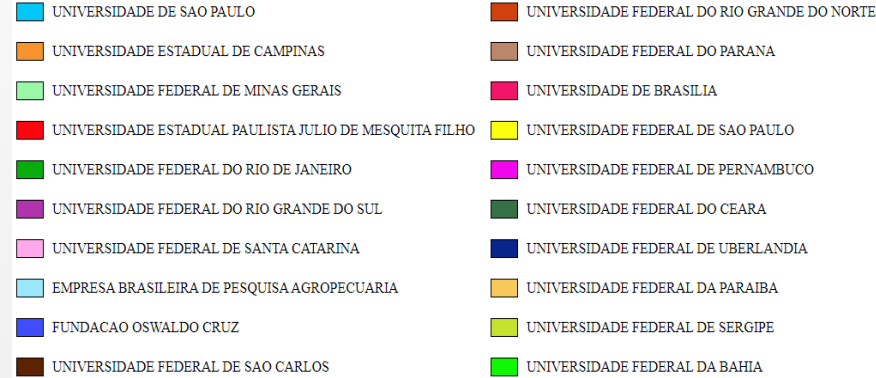 UNIVERSIDADE DE SAO PAULO
UNIVERSIDADE ESTADUAL DE CAMPINAS
UNIVERSIDADE FEDERAL DE MINAS GERAIS
UNIVERSIDADE ESTADUAL PAULISTA JULIO DE MESQUITA FILHO
UNIVERSIDADE FEDERAL DO RIO DE JANEIRO
UNIVERSIDADE FEDERAL DO RIO GRANDE DO SUL
UNIVERSIDADE FEDERAL DE SANTA CATARINA
EMPRESA BRASILEIRA DE PESQUISA AGROPECUARIA
FUNDACAO OSWALDO CRUZ
UNIVERSIDADE FEDERAL DE SAO CARLOS
UNIVERSIDADE FEDERAL DO RIO GRANDE DO NORTE
UNIVERSIDADE FEDERAL DO PARANA
UNIVERSIDADE DE BRASILIA
UNIVERSIDADE FEDERAL DE SAO PAULO
UNIVERSIDADE FEDERAL DE PERNAMBUCO
UNIVERSIDADE FEDERAL DO CEARA
UNIVERSIDADE FEDERAL DE UBERLANDIA
UNIVERSIDADE FEDERAL DA PARAIBA
UNIVERSIDADE FEDERAL DE SERGIPE
UNIVERSIDADE FEDERAL DA BAHIA